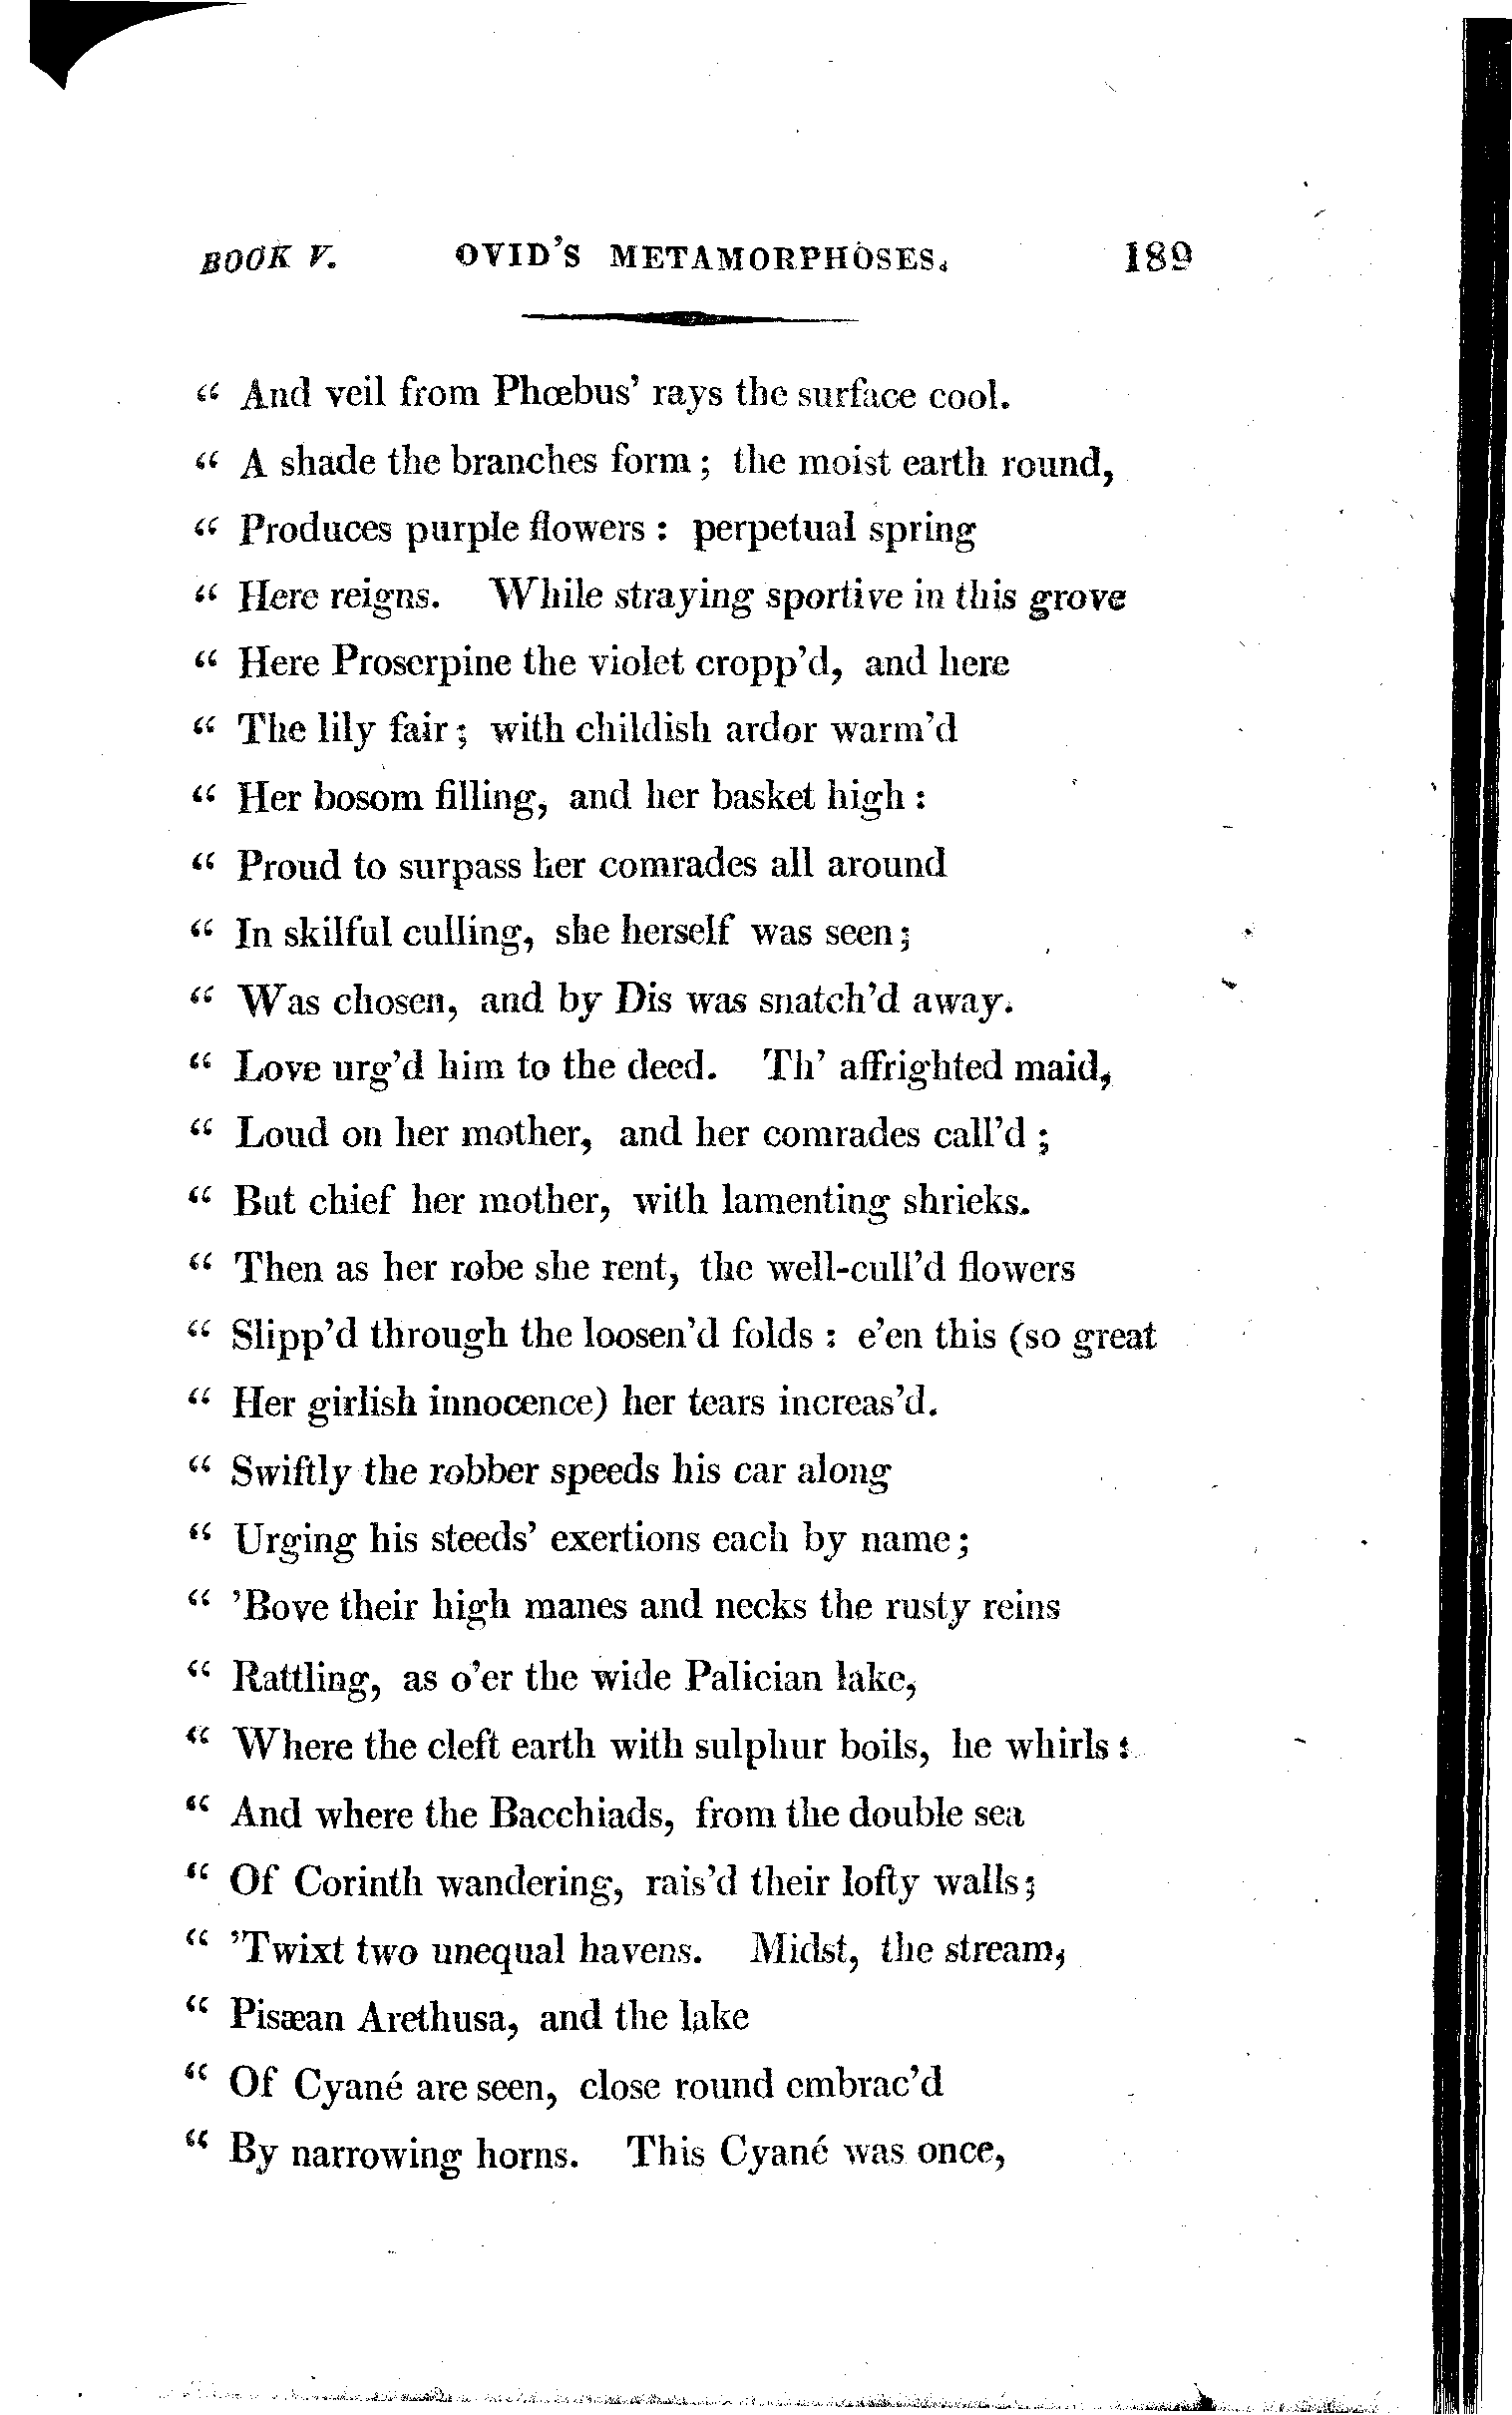 BOOK V. OVID'S METAMORPHOSES. 189
“ And veil from Phœbus’ rays the surface cool.
“ A shade the branches form ; the moist earth round,
“ Produces purple flowers : perpetual spring
“ Here reigns. While straying sportive in this grove
“ Here Proserpine the violet cropp’d, and here
“ The lily fair ; with childish ardor warm’d
“ Her bosom filling, and her basket high :
“ Proud to surpass her comrades all around
“ In skilful culling, she herself was seen ;
“ Was chosen, and by Dis was snatch’d away.
“ Love urg’d him to the deed. Th’ affrighted maid,
“ Loud on her mother, and her comrades call’d ;
“ But chief her mother, with lamenting shrieks.
“ Then as her robe she rent, the well-cull’d flowers
“ Slipp’d through the loosen’d folds : e’en this (so great
“ Her girlish innocence) her tears increas’d.
“ Swiftly the robber speeds his car along
“ Urging his steeds’ exertions each by name ;
“ ’Bove their high manes and necks the rusty reins
“ Rattling, as o’er the wide Palician lake,
“ Where the cleft earth with sulphur boils, he whirls :
“ And where the Bacchiads, from the double sea
“ Of Corinth wandering, rais’d their lofty walls ;
“ ’Twixt two unequal havens. Midst, the stream,
“ Pisæan Arethusa, and the lake
“ Of Cyané are seen, close round embrac’d
“ By narrowing horns. This Cyané was once,